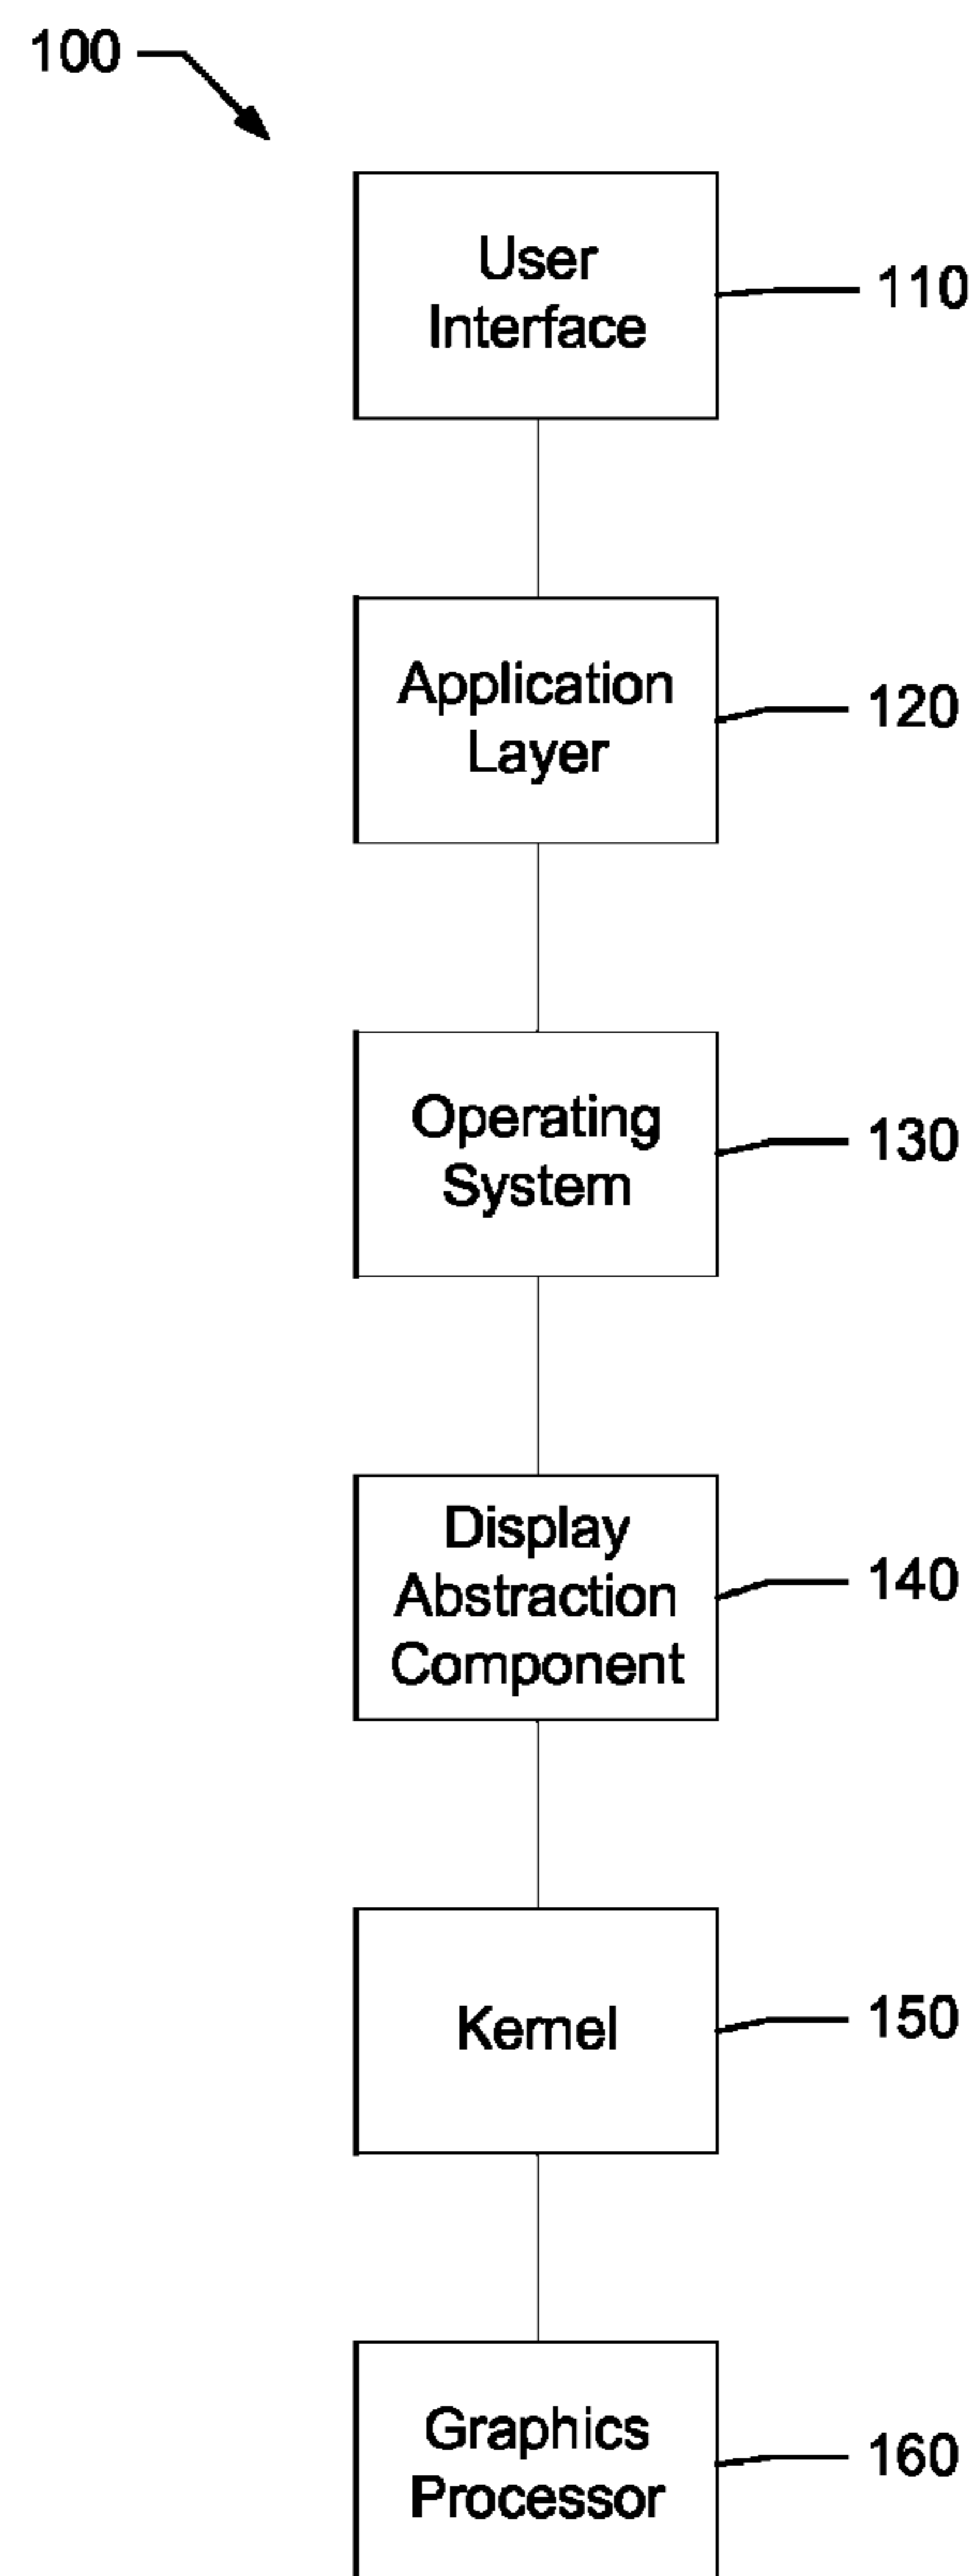 100
User
Interface
110
Application
Layer
120
Operating
System
130
Display
Abstraction
Component
140
Kernel
150
Graphics
Processor
160